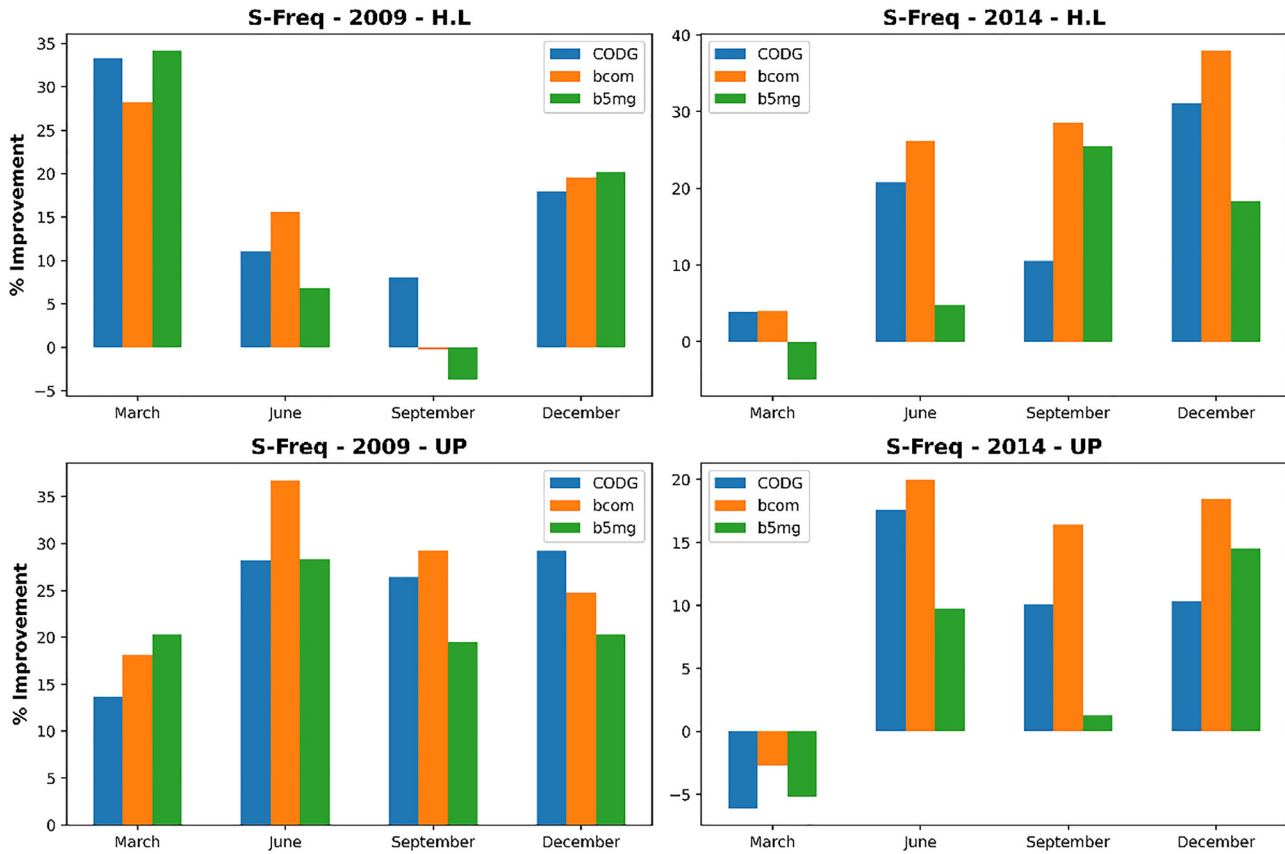 S-Freq - 2009 - H.L
% Improvement
35
30
25
20
15
10
5
0
−5
CODG
bcom
b5mg
March June September December
S-Freq - 2014 - H.L
40
30
20
10
0
CODG
bcom
b5mg
March June September December
S-Freq - 2009 - UP
% Improvement
35
30
25
20
15
10
5
0
CODG
bcom
b5mg
March June September December
S-Freq - 2014 - UP
20
15
10
5
0
−5
CODG
bcom
b5mg
March June September December